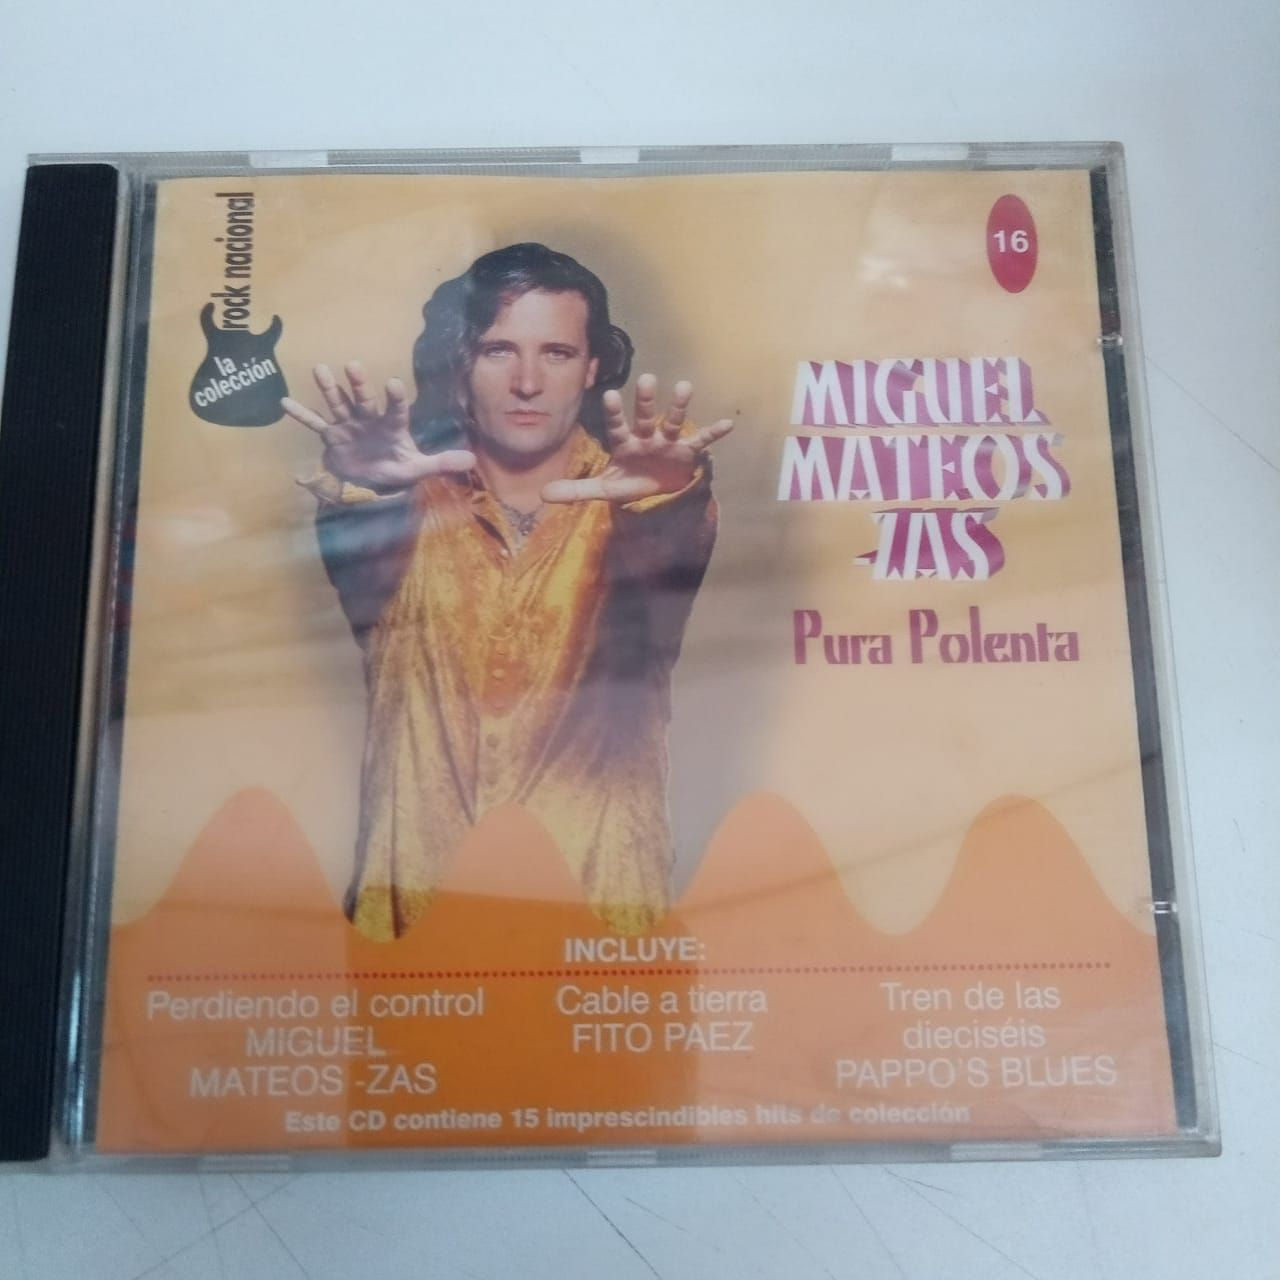 rock nacional
la
colección
16
MIGUEL
MATEOS
-ZAS
Pura Polenta
INCLUYE:
Perdiendo el control
MIGUEL
MATEOS -ZAS
Cable a tierra
FITO PAEZ
Tren de las
dieciséis
PAPPO'S BLUES
Este CD contiene 15 imprescindibles hits de colección